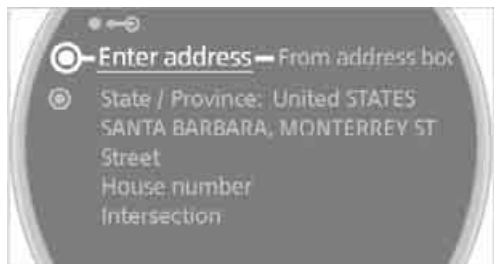 Enter address From address boo
State / Province: United STATES
SANTA BARBARA, MONTERREY ST
Street
House number
Intersection